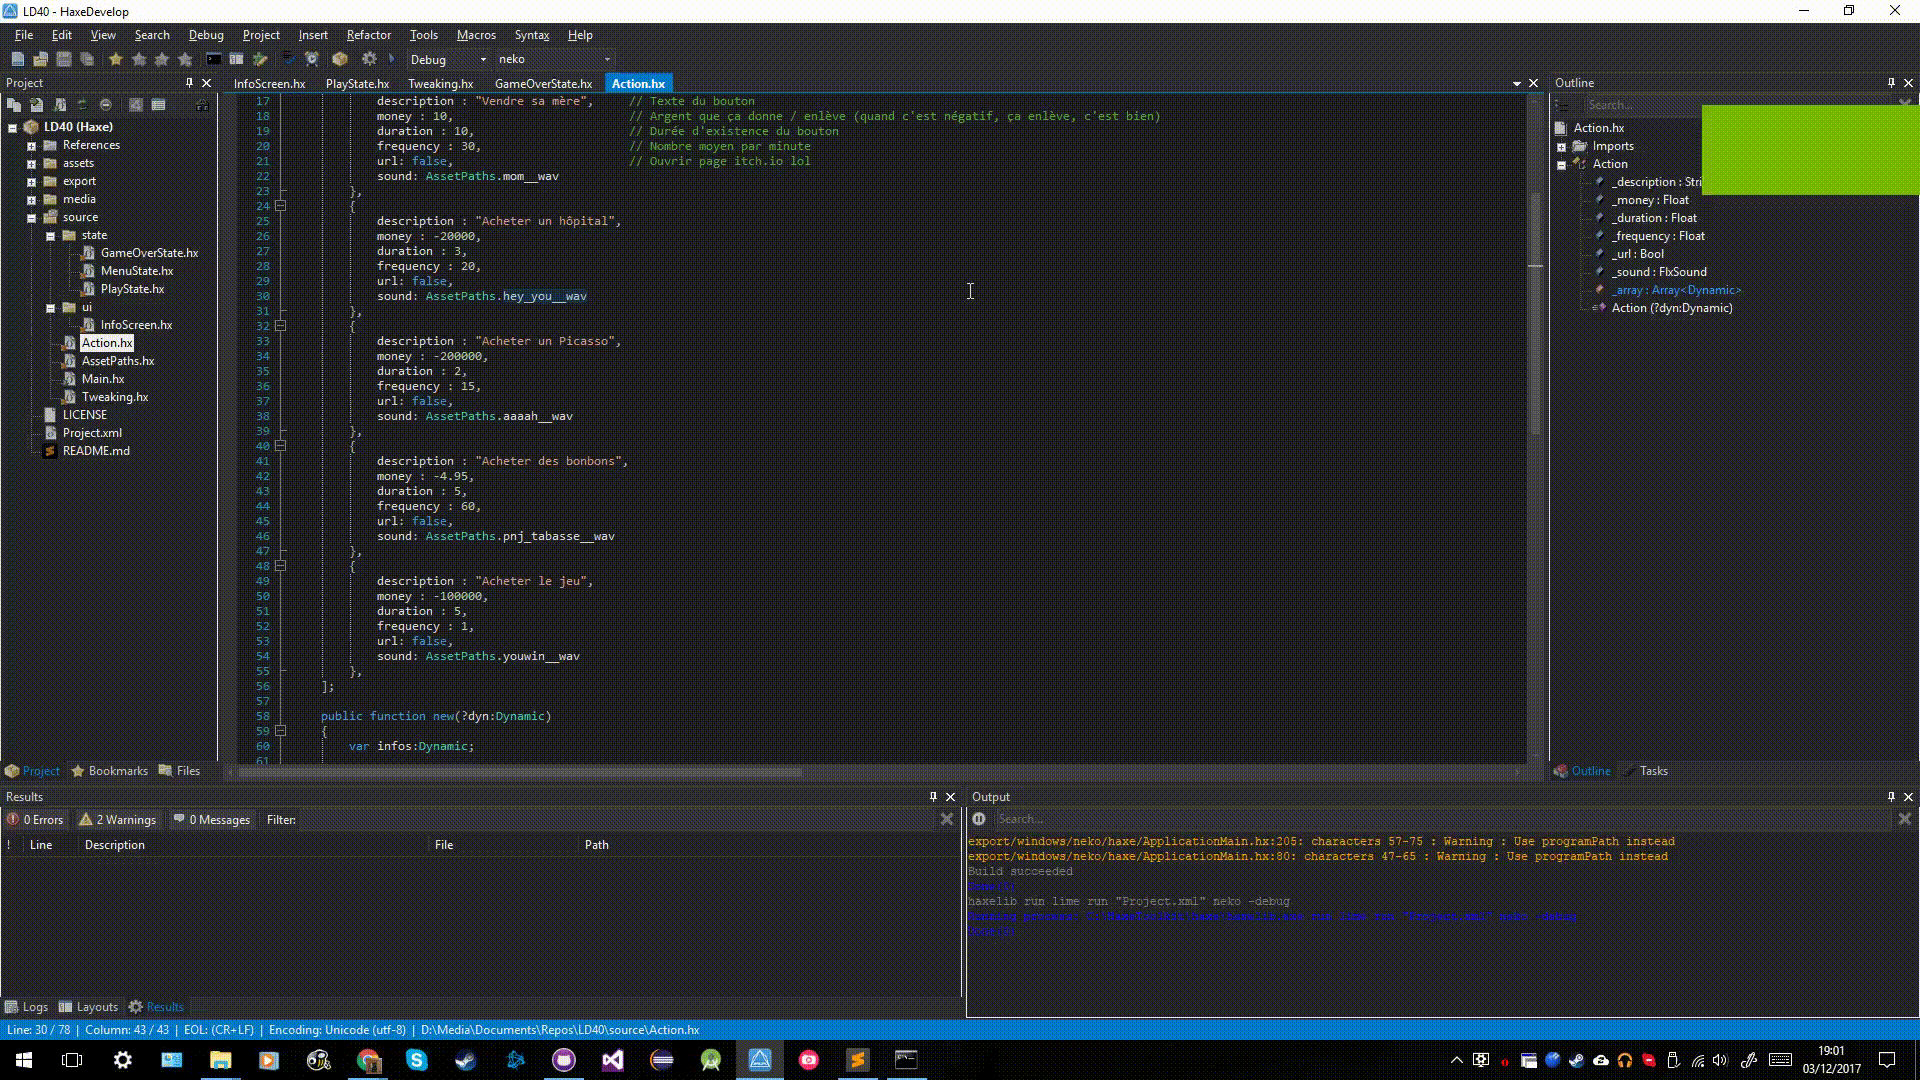 LD40 - HaxeDevelop
File Edit View Search Debug Project Insert Refactor Tools Macros Syntax Help
Debug neko
Project
InfoScreen.hx PlayState.hx Tweaking.hx GameOverState.hx Action.hx
Outline
Search...
LD40 (Haxe)
References
assets
export
media
source
state
GameOverState.hx
MenuState.hx
PlayState.hx
ui
InfoScreen.hx
Action.hx
AssetPaths.hx
Main.hx
Tweaking.hx
LICENSE
Project.xml
README.md
Project Bookmarks Files
17 description : "Vendre sa mère", // Texte du bouton
18 money : 10, // Argent que ça donne / enlève (quand c'est négatif, ça enlève, c'est bien)
19 duration : 10, // Durée d'existence du bouton
20 frequency : 30, // Nombre moyen par minute
21 url: false, // Ouvrir page itch.io lol
22 sound: AssetPaths.mom__wav
23 },
24 {
25 description : "Acheter un hôpital",
26 money : -20000,
27 duration : 3,
28 frequency : 20,
29 url: false,
30 sound: AssetPaths.hey_you__wav
31 },
32 {
33 description : "Acheter un Picasso",
34 money : -200000,
35 duration : 2,
36 frequency : 15,
37 url: false,
38 sound: AssetPaths.aaaah__wav
39 },
40 {
41 description : "Acheter des bonbons",
42 money : -4.95,
43 duration : 5,
44 frequency : 60,
45 url: false,
46 sound: AssetPaths.pnj_tabasse__wav
47 },
48 {
49 description : "Acheter le jeu",
50 money : -100000,
51 duration : 5,
52 frequency : 1,
53 url: false,
54 sound: AssetPaths.youwin__wav
55 },
56 ];
57
58 public function new(?dyn:Dynamic)
59 {
60 var infos:Dynamic;
61
Action.hx
Imports
Action
_description : Stri
_money : Float
_duration : Float
_frequency : Float
_url : Bool
_sound : FlxSound
_array : Array<Dynamic>
Action (?dyn:Dynamic)
Outline Tasks
Results
0 Errors 2 Warnings 0 Messages Filter:
! Line Description File Path
Logs Layouts Results
Output
Search...
export/windows/neko/haxe/ApplicationMain.hx:205: characters 57-75 : Warning : Use programPath instead
export/windows/neko/haxe/ApplicationMain.hx:80: characters 47-65 : Warning : Use programPath instead
Build succeeded
haxelib run lime run "Project.xml" neko -debug
Line: 30 / 78 | Column: 43 / 43 | EOL: (CR+LF) | Encoding: Unicode (utf-8) | D:\Media\Documents\Repos\LD40\source\Action.hx
19:01
03/12/2017